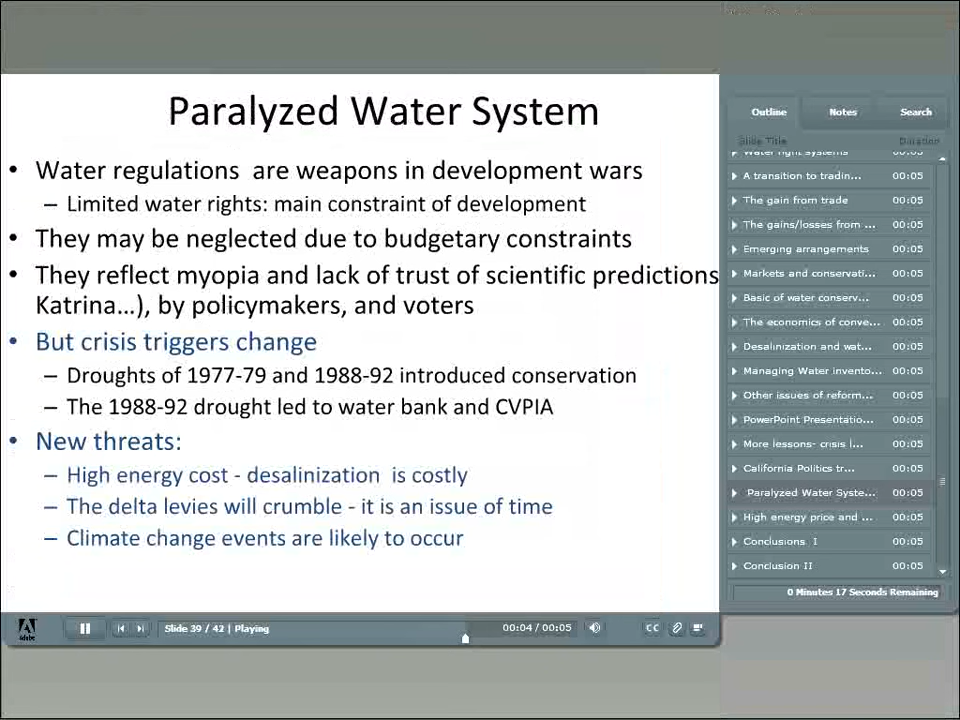 Paralyzed Water System
• Water regulations are weapons in development wars
– Limited water rights: main constraint of development
• They may be neglected due to budgetary constraints
• They reflect myopia and lack of trust of scientific predictions
Katrina…), by policymakers, and voters
• But crisis triggers change
– Droughts of 1977-79 and 1988-92 introduced conservation
– The 1988-92 drought led to water bank and CVPIA
• New threats:
– High energy cost - desalinization is costly
– The delta levies will crumble - it is an issue of time
– Climate change events are likely to occur
Outline Notes Search
Slide Title Duration
Water right systems 00:05
A transition to tradin... 00:05
The gain from trade 00:05
The gains/losses from ... 00:05
Emerging arrangements 00:05
Markets and conservati... 00:05
Basic of water conserv... 00:05
The economics of conve... 00:05
Desalinization and wat... 00:05
Managing Water invento... 00:05
Other issues of reform... 00:05
PowerPoint Presentatio... 00:05
More lessons- crisis l... 00:05
California Politics tr... 00:05
Paralyzed Water Syste... 00:05
High energy price and ... 00:05
Conclusions I 00:05
Conclusion II 00:05
0 Minutes 17 Seconds Remaining
Adobe
Slide 39 / 42 | Playing
00:04 / 00:05
CC